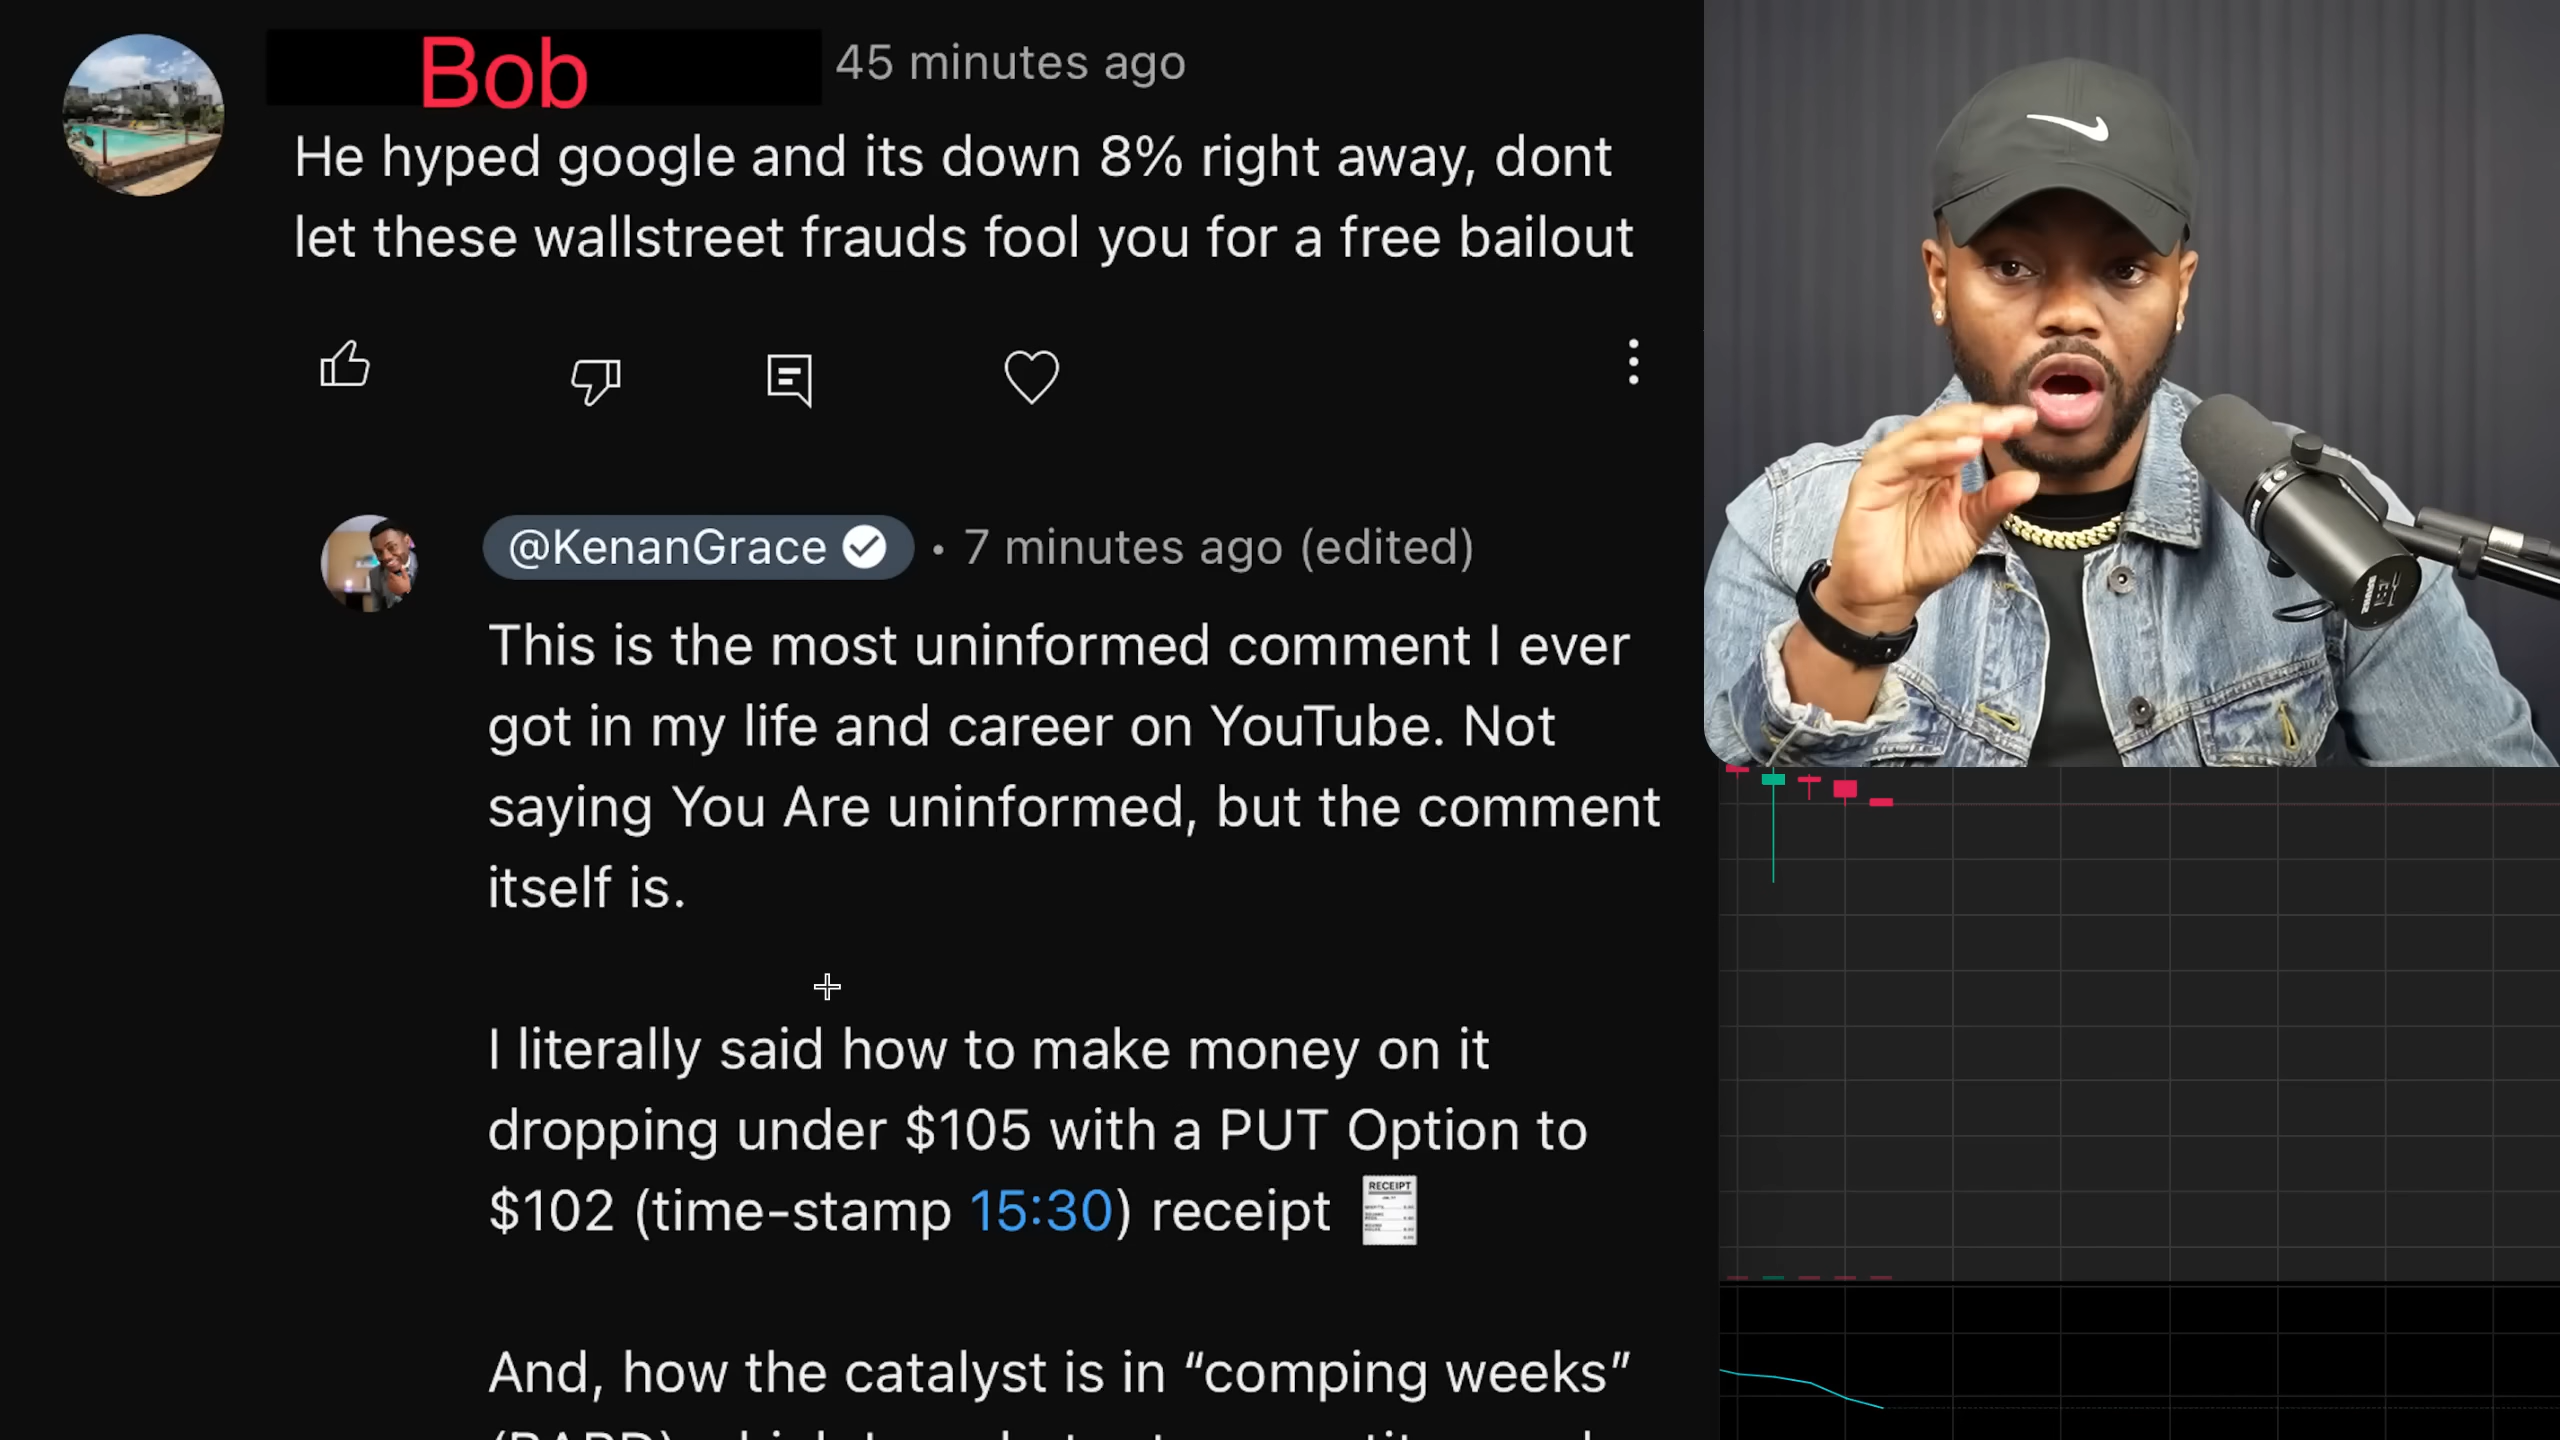 Bob 45 minutes ago
He hyped google and its down 8% right away, dont
let these wallstreet frauds fool you for a free bailout
@KenanGrace • 7 minutes ago (edited)
This is the most uninformed comment I ever
got in my life and career on YouTube. Not
saying You Are uninformed, but the comment
itself is.
I literally said how to make money on it
dropping under $105 with a PUT Option to
$102 (time-stamp 15:30) receipt
RECEIPT
And, how the catalyst is in “comping weeks”